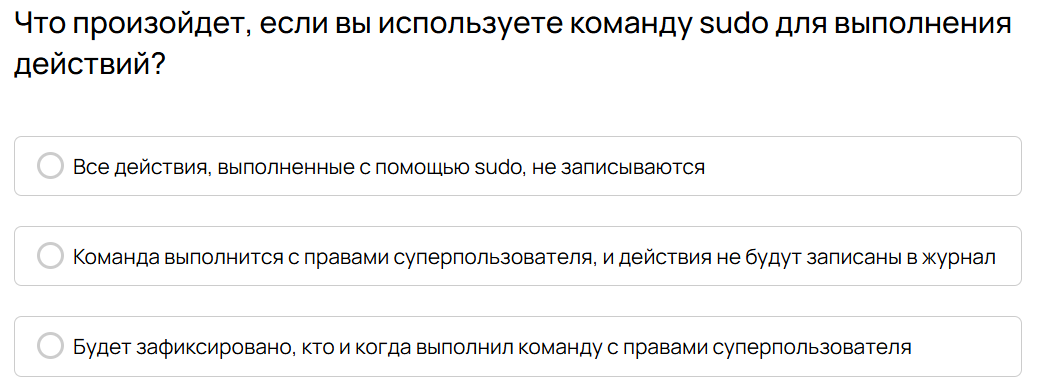 Что произойдет, если вы используете команду sudo для выполнения
действий?
Все действия, выполненные с помощью sudo, не записываются
Команда выполнится с правами суперпользователя, и действия не будут записаны в журнал
Будет зафиксировано, кто и когда выполнил команду с правами суперпользователя